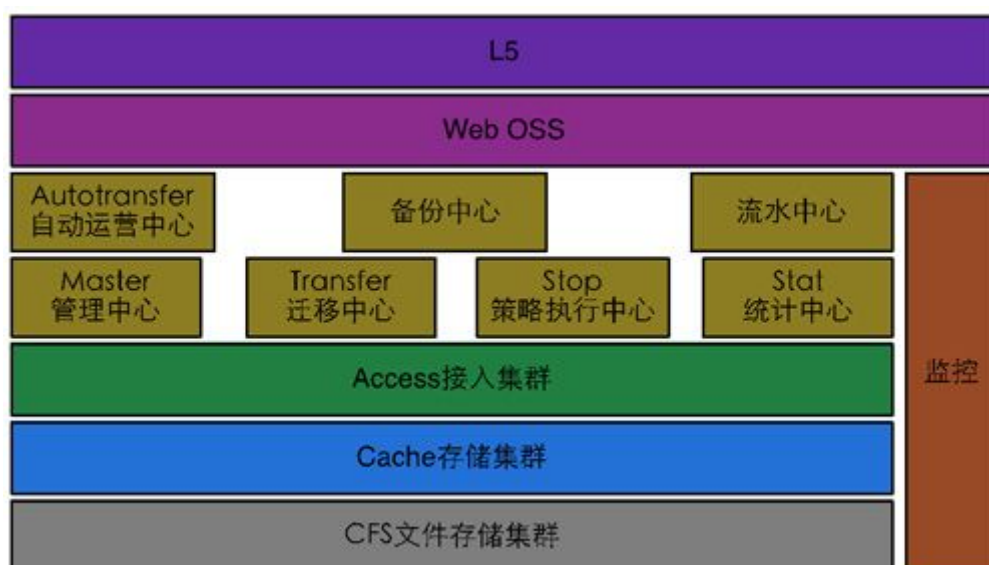 L5
Web OSS
Autotransfer
自动运营中心
备份中心
流水中心
Master
管理中心
Transfer
迁移中心
Stop
策略执行中心
Stat
统计中心
监控
Access接入集群
Cache存储集群
CFS文件存储集群